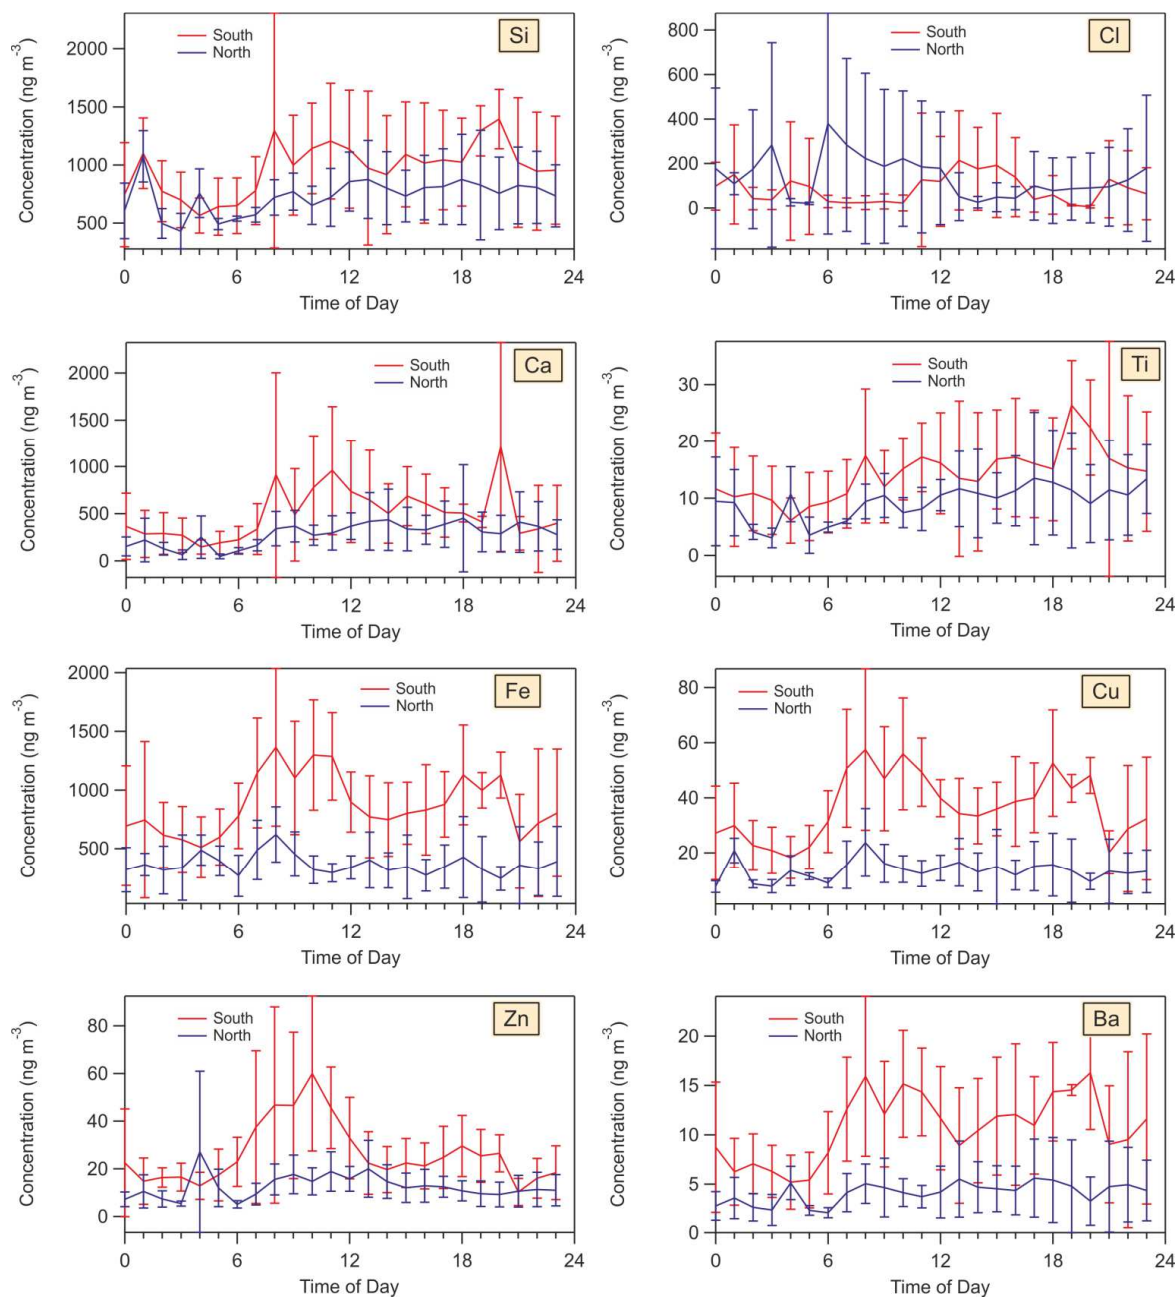 Si
South
North
Concentration (ng m⁻³)
2000
1500
1000
500
0 6 12 18 24
Time of Day
Cl
South
North
Concentration (ng m⁻³)
800
600
400
200
0
0 6 12 18 24
Time of Day
Ca
South
North
Concentration (ng m⁻³)
2000
1500
1000
500
0
0 6 12 18 24
Time of Day
Ti
South
North
Concentration (ng m⁻³)
30
20
10
0
0 6 12 18 24
Time of Day
Fe
South
North
Concentration (ng m⁻³)
2000
1500
1000
500
0 6 12 18 24
Time of Day
Cu
South
North
Concentration (ng m⁻³)
80
60
40
20
0 6 12 18 24
Time of Day
Zn
South
North
Concentration (ng m⁻³)
80
60
40
20
0
0 6 12 18 24
Time of Day
Ba
South
North
Concentration (ng m⁻³)
20
15
10
5
0
0 6 12 18 24
Time of Day